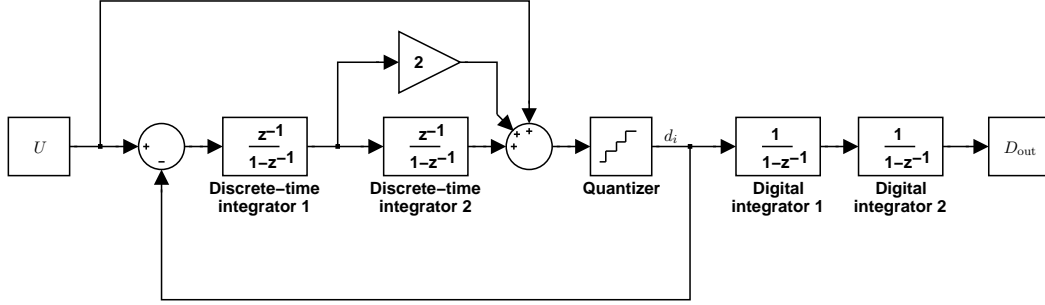 2
U
+
−
z−1
1−z−1
Discrete−time
integrator 1
z−1
1−z−1
Discrete−time
integrator 2
+
+
+
Quantizer
di
1
1−z−1
Digital
integrator 1
1
1−z−1
Digital
integrator 2
Dout